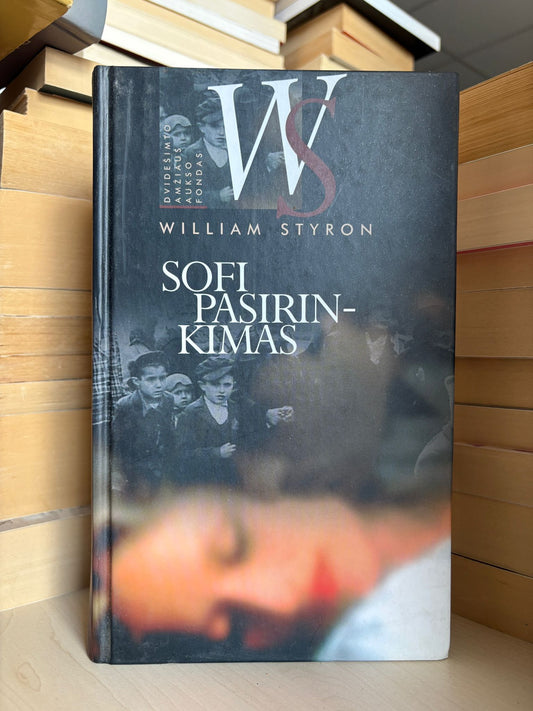 DVIDEŠIMTO
AMŽIAUS
AUKSO
FONDAS
WS
WILLIAM STYRON
SOFI
PASIRIN-
KIMAS